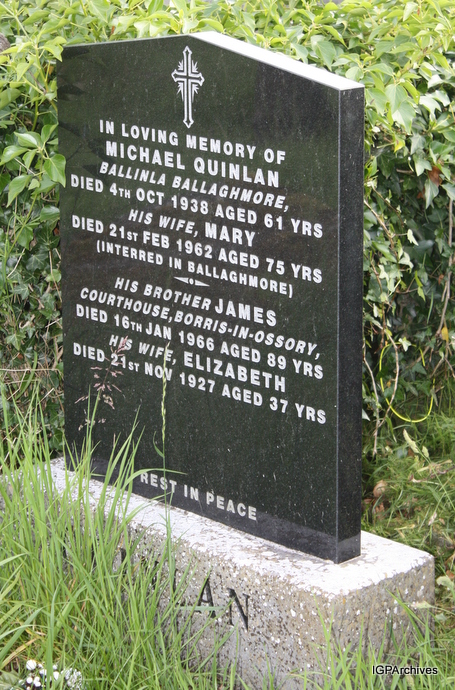 IN LOVING MEMORY OF
MICHAEL QUINLAN
BALLINLA BALLAGHMORE,
DIED 4TH OCT 1938 AGED 61 YRS
HIS WIFE, MARY
DIED 21ST FEB 1962 AGED 75 YRS
(INTERRED IN BALLAGHMORE)
HIS BROTHER JAMES
COURTHOUSE, BORRIS-IN-OSSORY,
DIED 16TH JAN 1966 AGED 89 YRS
HIS WIFE, ELIZABETH
DIED 21ST NOV 1927 AGED 37 YRS
REST IN PEACE
IGPArchives